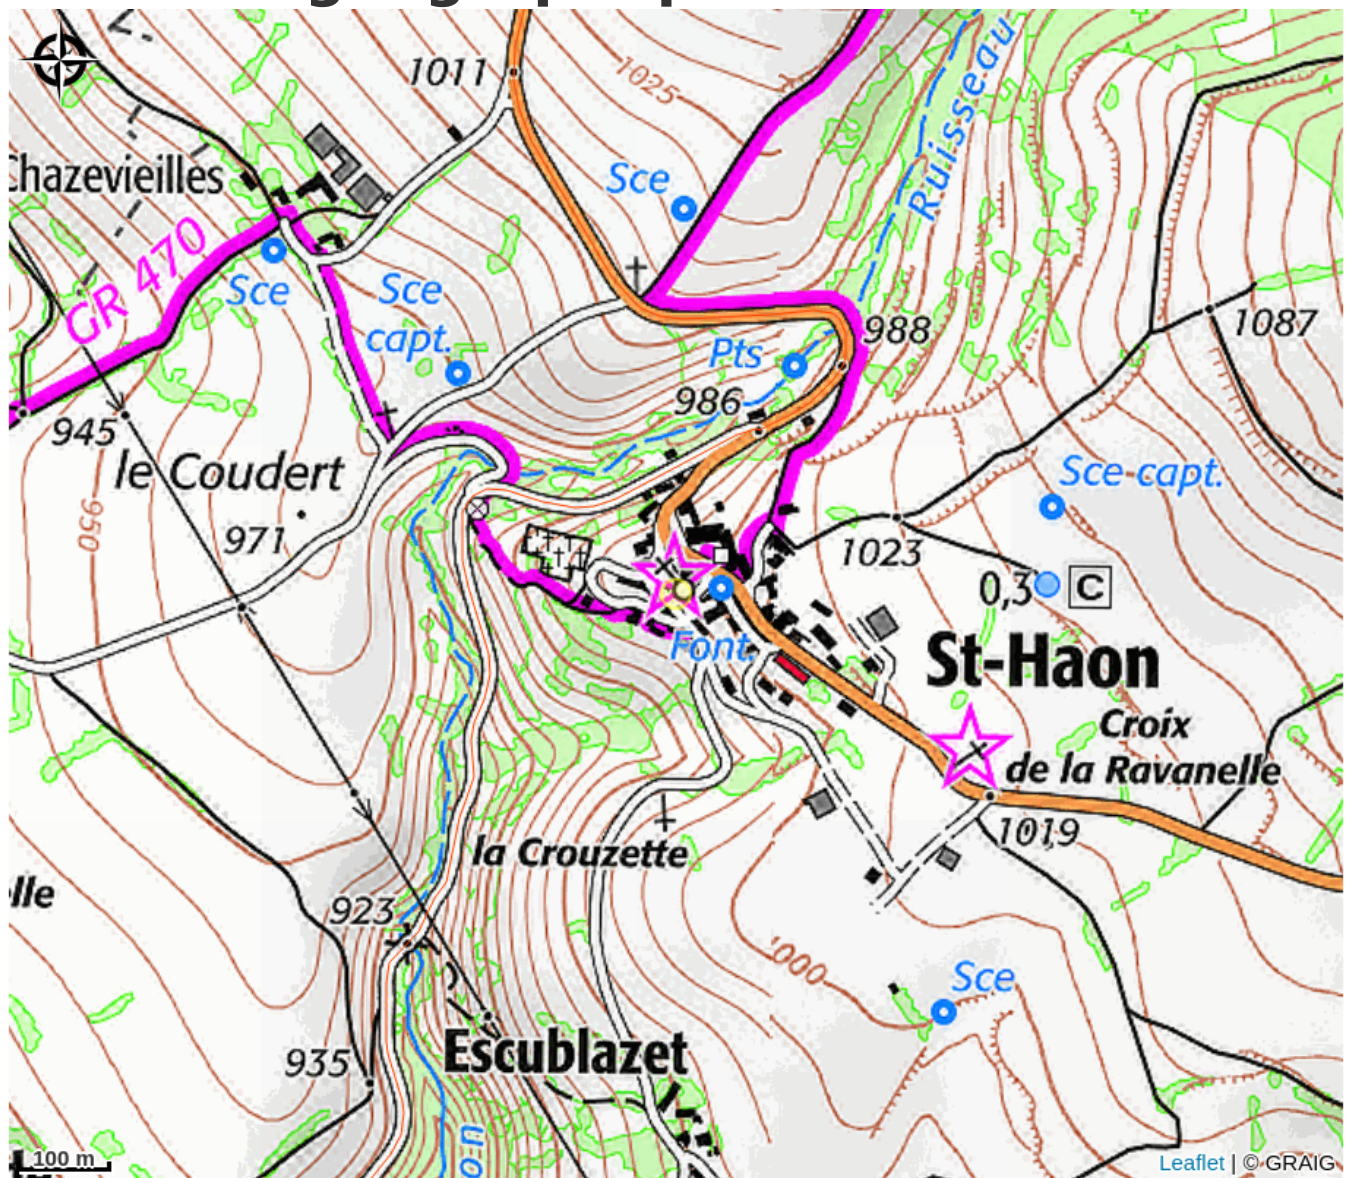 1011
1025
Ruisseau
Chazevieilles
Sce
GR 470
Sce
Sce
capt.
988
1087
Pts
986
945
le Coudert
950
971
Sce capt.
1023
0,3 C
Font.
St-Haon
Croix
de la Ravanelle
1019
la Crouzette
lle
923
Sce
Escublazet
935
100 m
Leaflet | © GRAIG